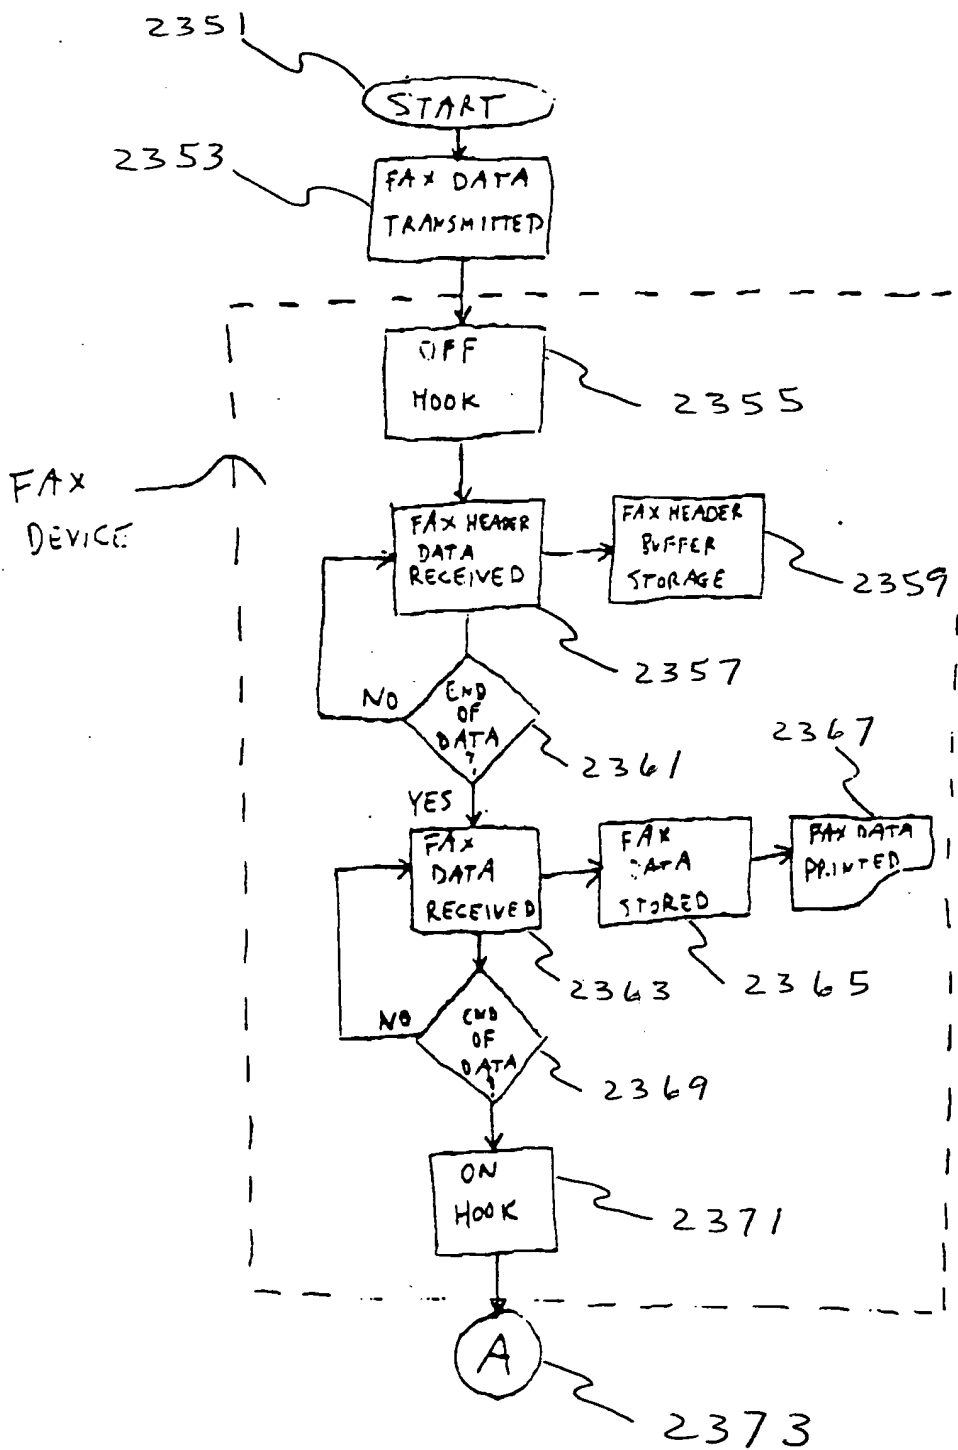 2351
START
2353
FAX DATA
TRANSMITTED
OFF
HOOK
2355
FAX
DEVICE
FAX HEADER
DATA
RECEIVED
FAX HEADER
BUFFER
STORAGE
2359
2357
NO
END
OF
DATA
?
2361
2367
YES
FAX
DATA
RECEIVED
FAX
DATA
STORED
FAX DATA
PRINTED
2363
2365
NO
END
OF
DATA
?
2369
ON
HOOK
2371
A
2373